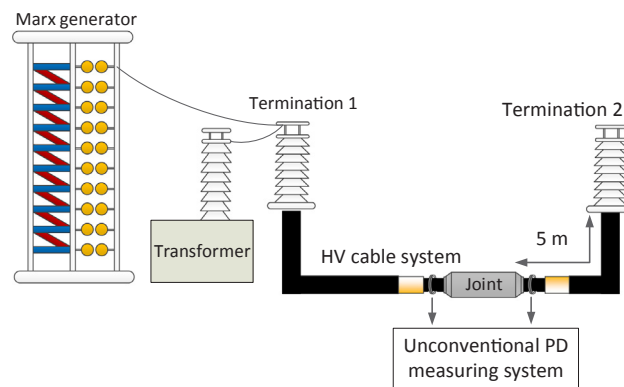 Marx generator
Termination 1
Termination 2
Transformer
HV cable system
5 m
Joint
Unconventional PD
measuring system